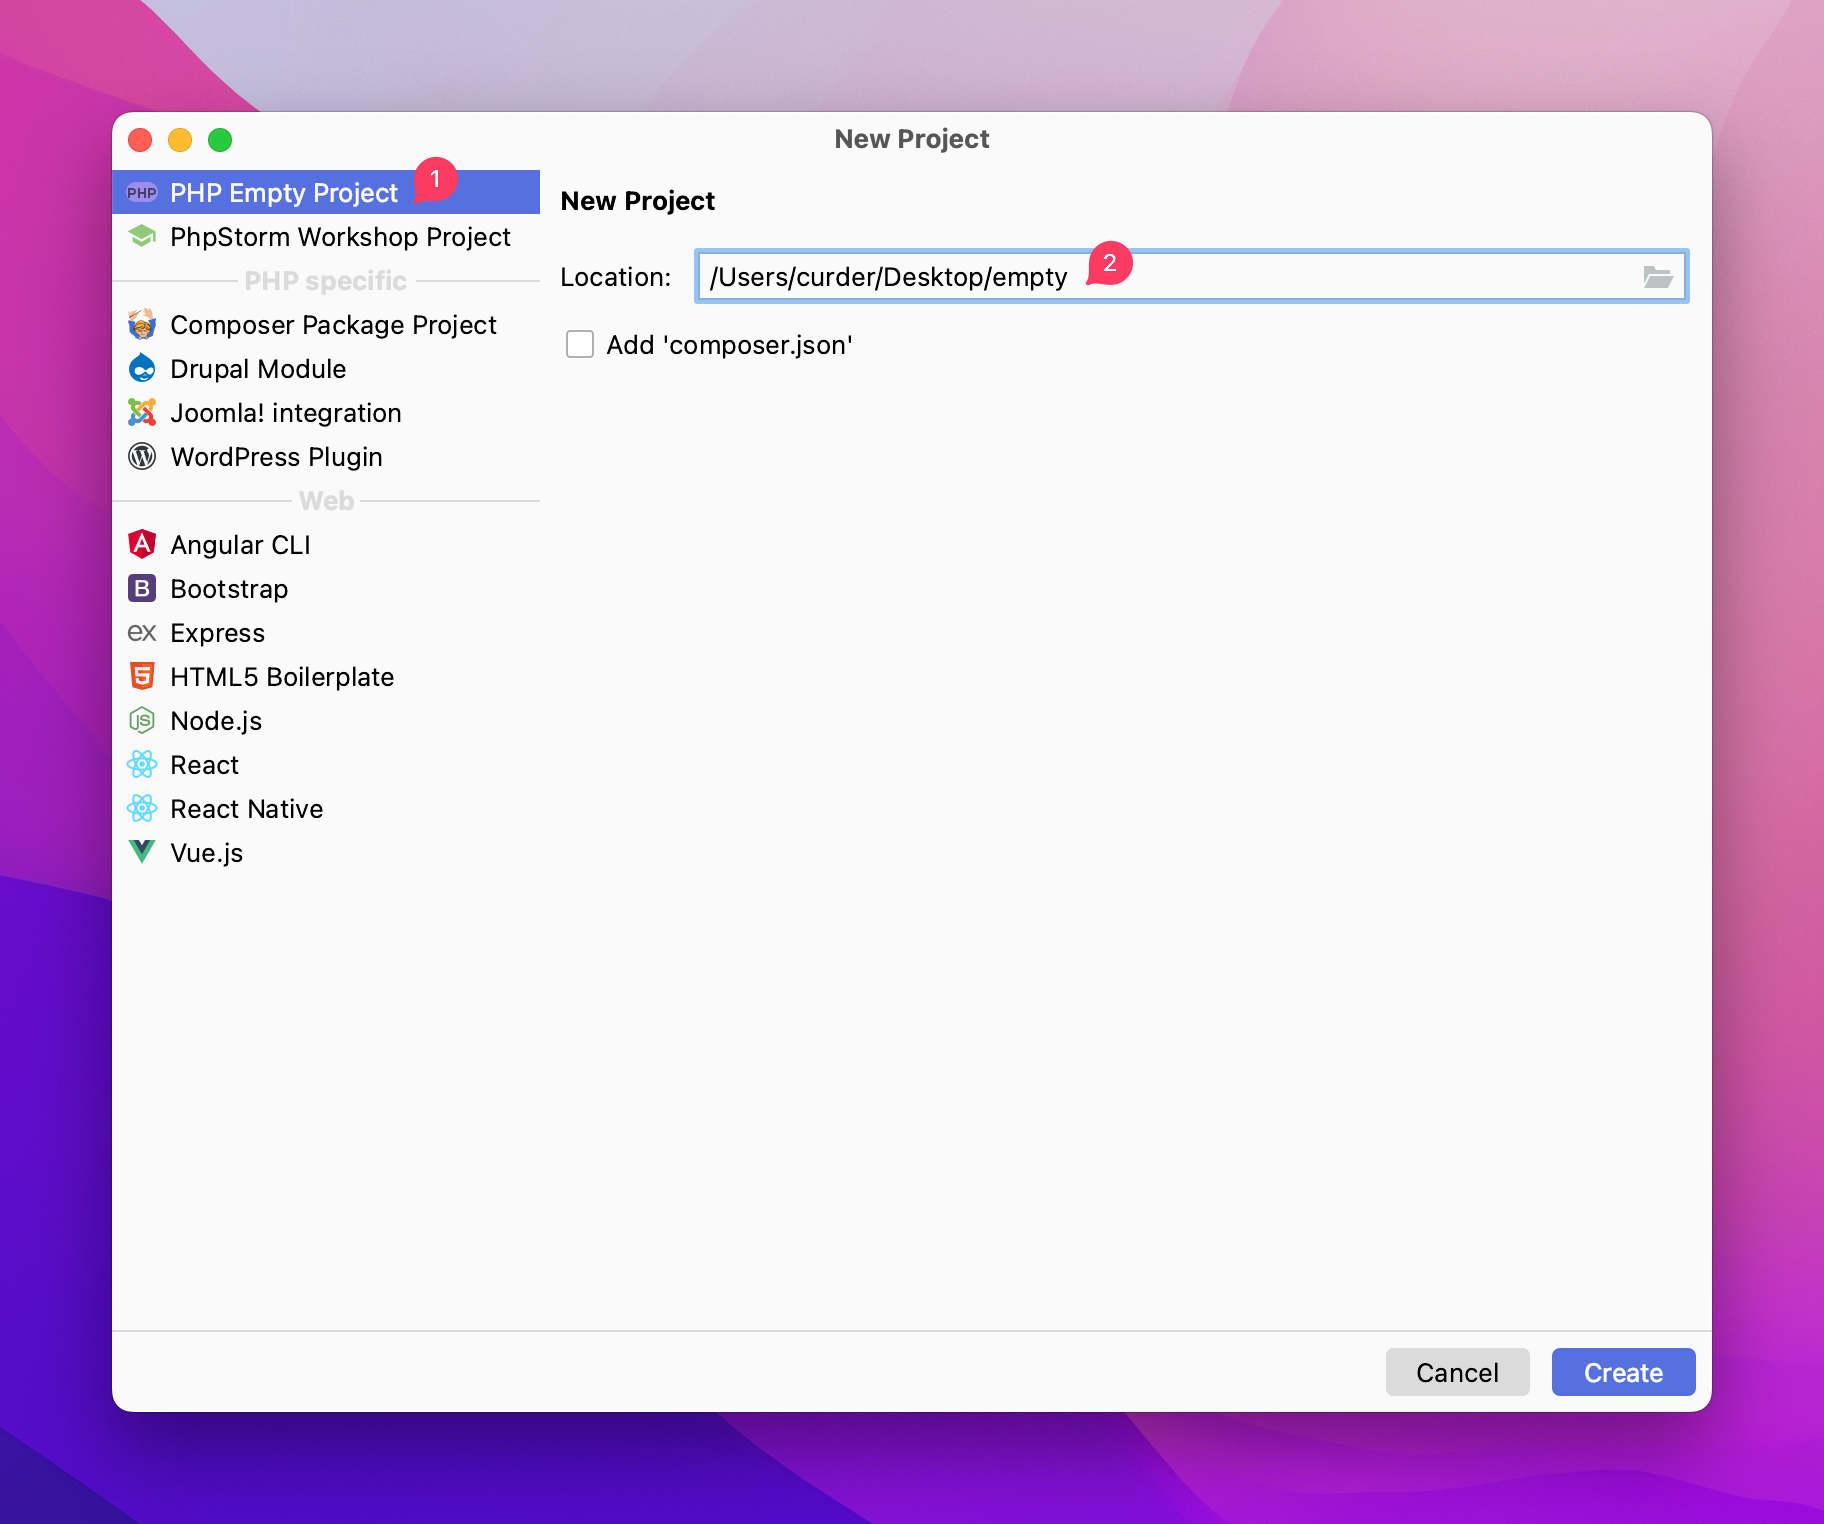 New Project
PHP PHP Empty Project 1
PhpStorm Workshop Project
PHP specific
Composer Package Project
Drupal Module
Joomla! integration
WordPress Plugin
Web
Angular CLI
B Bootstrap
ex Express
5 HTML5 Boilerplate
JS Node.js
React
React Native
Vue.js
New Project
Location: /Users/curder/Desktop/empty 2
Add 'composer.json'
Cancel Create